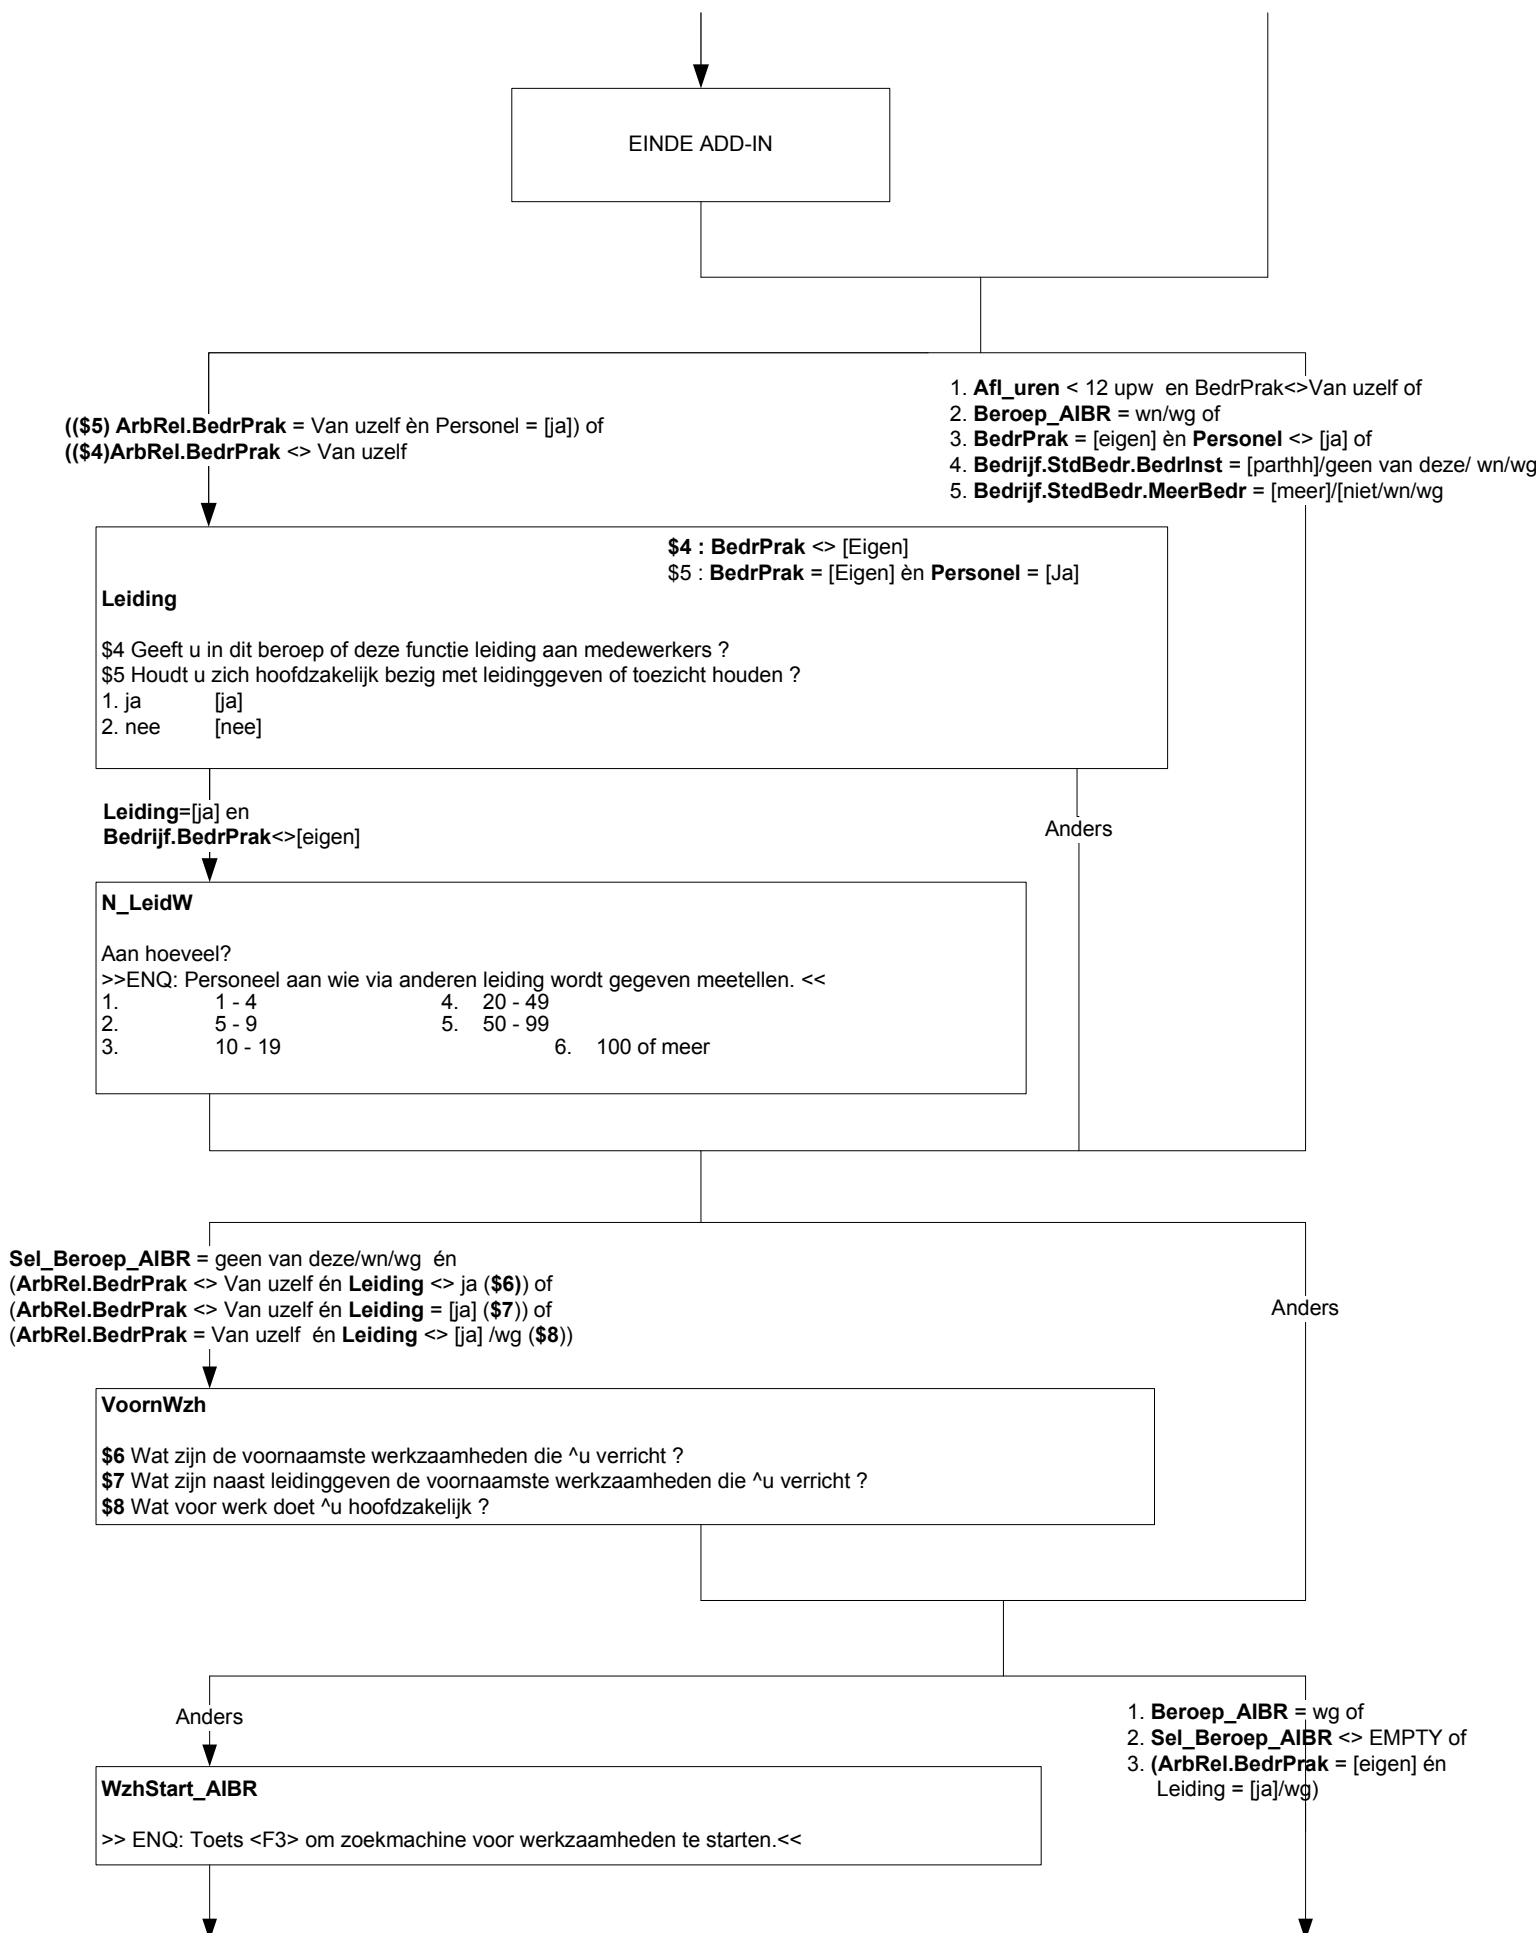 EINDE ADD-IN
(($5) ArbRel.BedrPrak = Van uzelf èn Personel = [ja]) of
(($4)ArbRel.BedrPrak <> Van uzelf
1. Afl_uren < 12 upw en BedrPrak<>Van uzelf of
2. Beroep_AIBR = wn/wg of
3. BedrPrak = [eigen] èn Personel <> [ja] of
4. Bedrijf.StdBedr.BedrInst = [parthh]/geen van deze/ wn/wg
5. Bedrijf.StedBedr.MeerBedr = [meer]/[niet/wn/wg
$4 : BedrPrak <> [Eigen]
$5 : BedrPrak = [Eigen] èn Personel = [Ja]
Leiding
$4 Geeft u in dit beroep of deze functie leiding aan medewerkers ?
$5 Houdt u zich hoofdzakelijk bezig met leidinggeven of toezicht houden ?
1. ja [ja]
2. nee [nee]
Leiding=[ja] en
Bedrijf.BedrPrak<>[eigen]
Anders
N_LeidW
Aan hoeveel?
>>ENQ: Personeel aan wie via anderen leiding wordt gegeven meetellen. <<
1. 1 - 4 4. 20 - 49
2. 5 - 9 5. 50 - 99
3. 10 - 19 6. 100 of meer
Sel_Beroep_AIBR = geen van deze/wn/wg én
(ArbRel.BedrPrak <> Van uzelf én Leiding <> ja ($6)) of
(ArbRel.BedrPrak <> Van uzelf én Leiding = [ja] ($7)) of
(ArbRel.BedrPrak = Van uzelf én Leiding <> [ja] /wg ($8))
Anders
VoornWzh
$6 Wat zijn de voornaamste werkzaamheden die ^u verricht ?
$7 Wat zijn naast leidinggeven de voornaamste werkzaamheden die ^u verricht ?
$8 Wat voor werk doet ^u hoofdzakelijk ?
Anders
1. Beroep_AIBR = wg of
2. Sel_Beroep_AIBR <> EMPTY of
3. (ArbRel.BedrPrak = [eigen] én
Leiding = [ja]/wg)
WzhStart_AIBR
>> ENQ: Toets <F3> om zoekmachine voor werkzaamheden te starten.<<